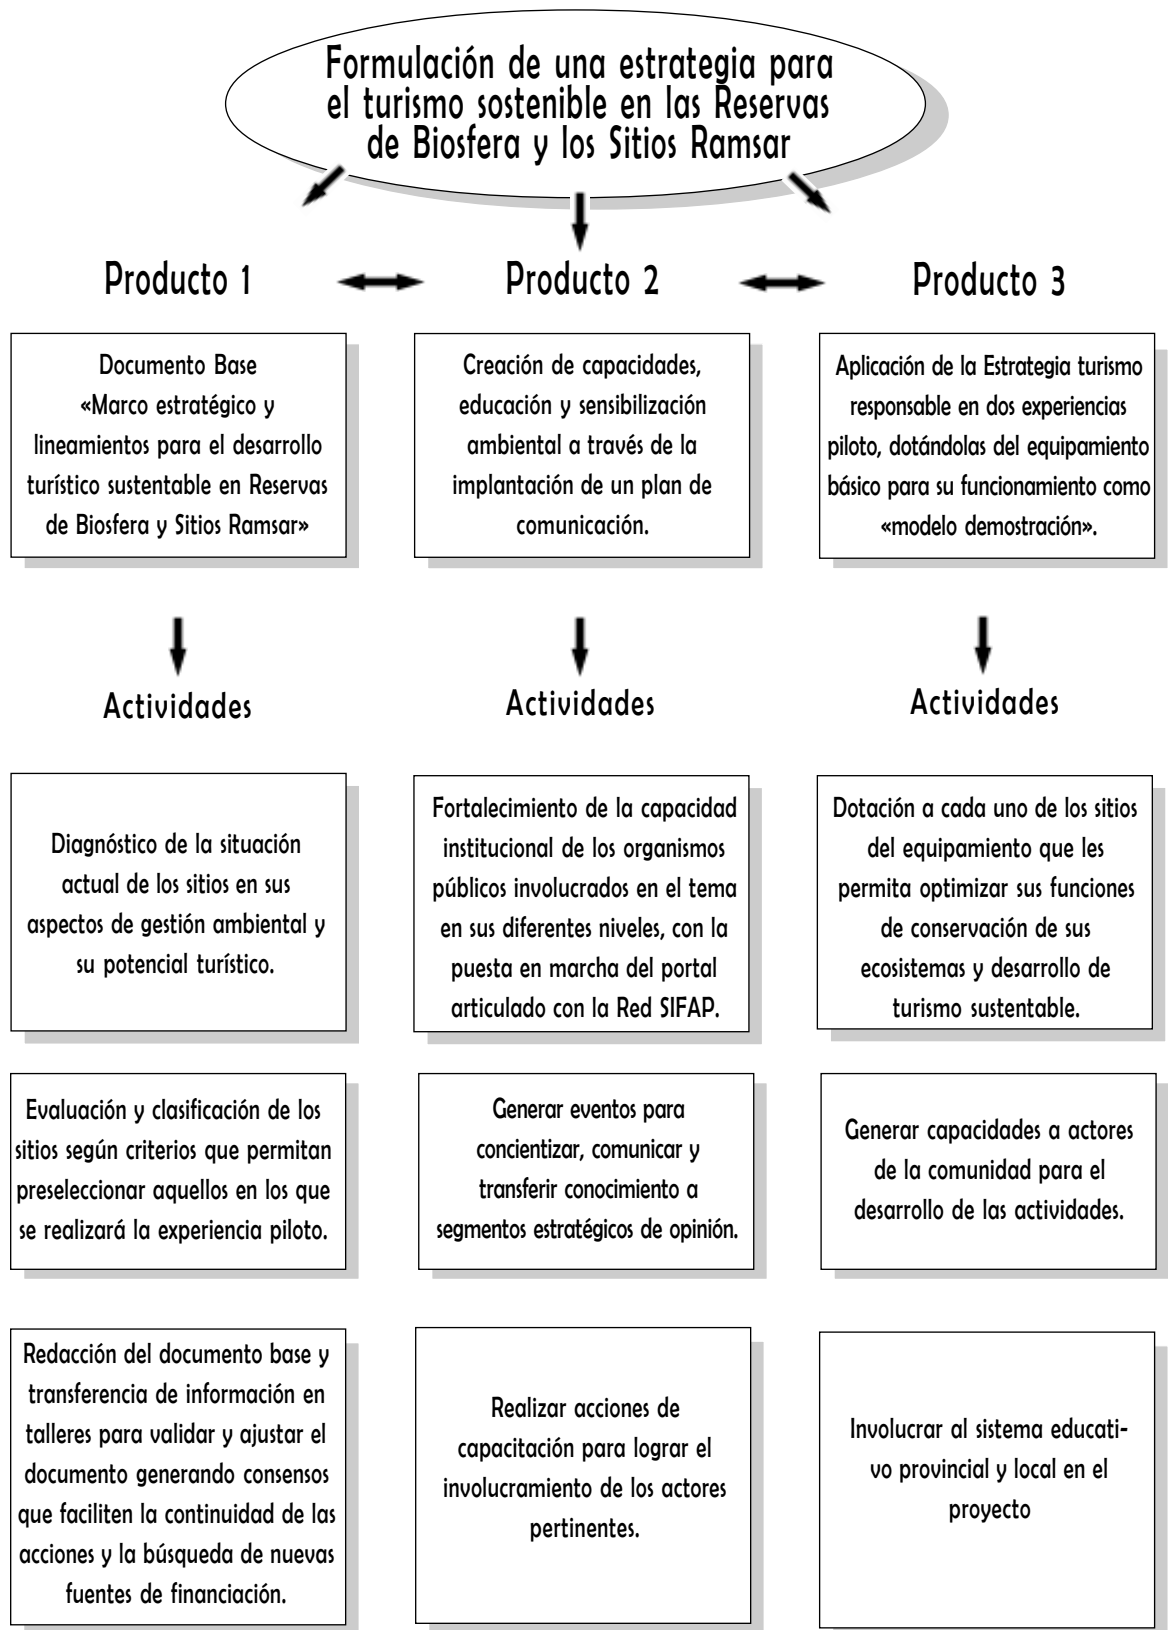 Formulación de una estrategia para
el turismo sostenible en las Reservas
de Biosfera y los Sitios Ramsar
Producto 1
Producto 2
Producto 3
Documento Base
«Marco estratégico y
lineamientos para el desarrollo
turístico sustentable en Reservas
de Biosfera y Sitios Ramsar»
Creación de capacidades,
educación y sensibilización
ambiental a través de la
implantación de un plan de
comunicación.
Aplicación de la Estrategia turismo
responsable en dos experiencias
piloto, dotándolas del equipamiento
básico para su funcionamiento como
«modelo demostración».
Actividades
Actividades
Actividades
Diagnóstico de la situación
actual de los sitios en sus
aspectos de gestión ambiental y
su potencial turístico.
Fortalecimiento de la capacidad
institucional de los organismos
públicos involucrados en el tema
en sus diferentes niveles, con la
puesta en marcha del portal
articulado con la Red SIFAP.
Dotación a cada uno de los sitios
del equipamiento que les
permita optimizar sus funciones
de conservación de sus
ecosistemas y desarrollo de
turismo sustentable.
Evaluación y clasificación de los
sitios según criterios que permitan
preseleccionar aquellos en los que
se realizará la experiencia piloto.
Generar eventos para
concientizar, comunicar y
transferir conocimiento a
segmentos estratégicos de opinión.
Generar capacidades a actores
de la comunidad para el
desarrollo de las actividades.
Redacción del documento base y
transferencia de información en
talleres para validar y ajustar el
documento generando consensos
que faciliten la continuidad de las
acciones y la búsqueda de nuevas
fuentes de financiación.
Realizar acciones de
capacitación para lograr el
involucramiento de los actores
pertinentes.
Involucrar al sistema educati-
vo provincial y local en el
proyecto